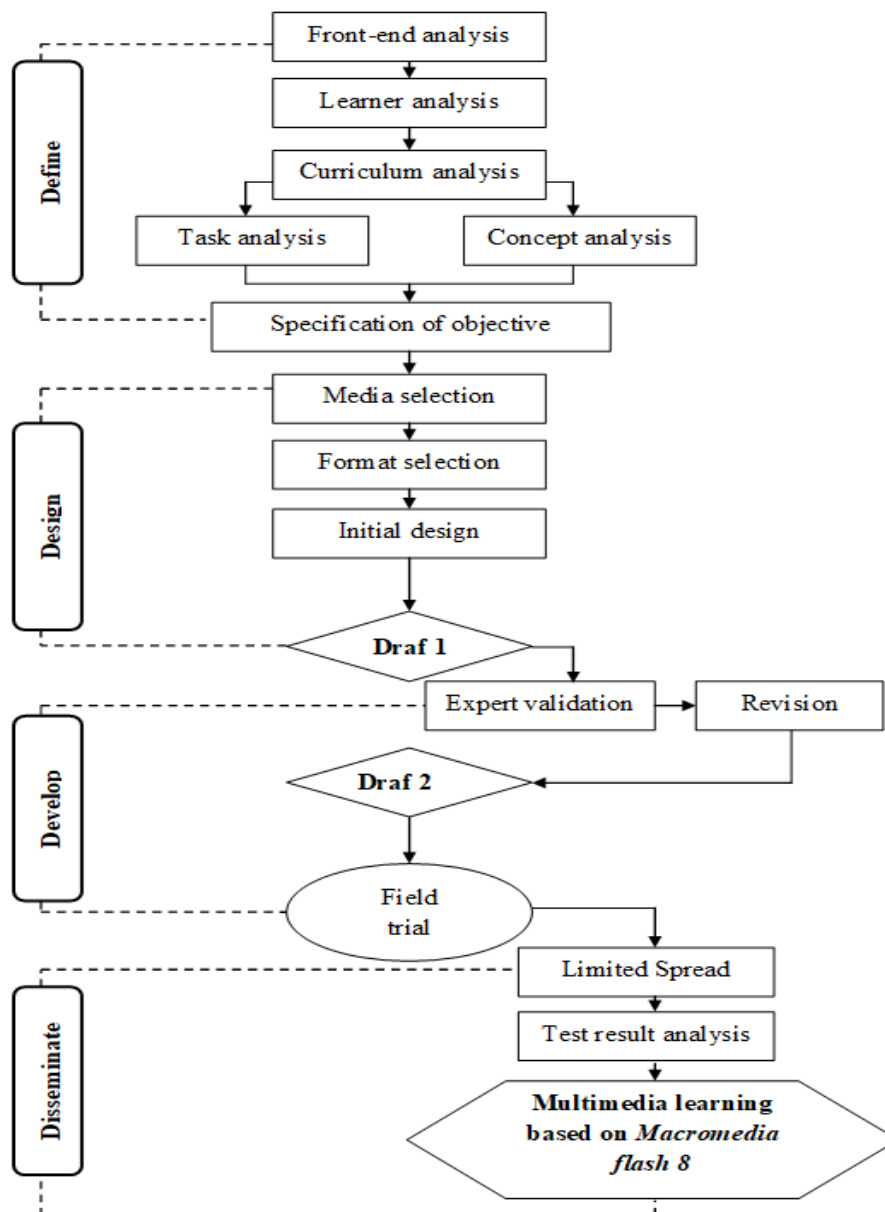 Front-end analysis
Learner analysis
Curriculum analysis
Task analysis
Concept analysis
Specification of objective
Define
Media selection
Format selection
Initial design
Draf 1
Design
Expert validation
Revision
Draf 2
Field
trial
Develop
Limited Spread
Test result analysis
Multimedia learning
based on Macromedia
flash 8
Disseminate